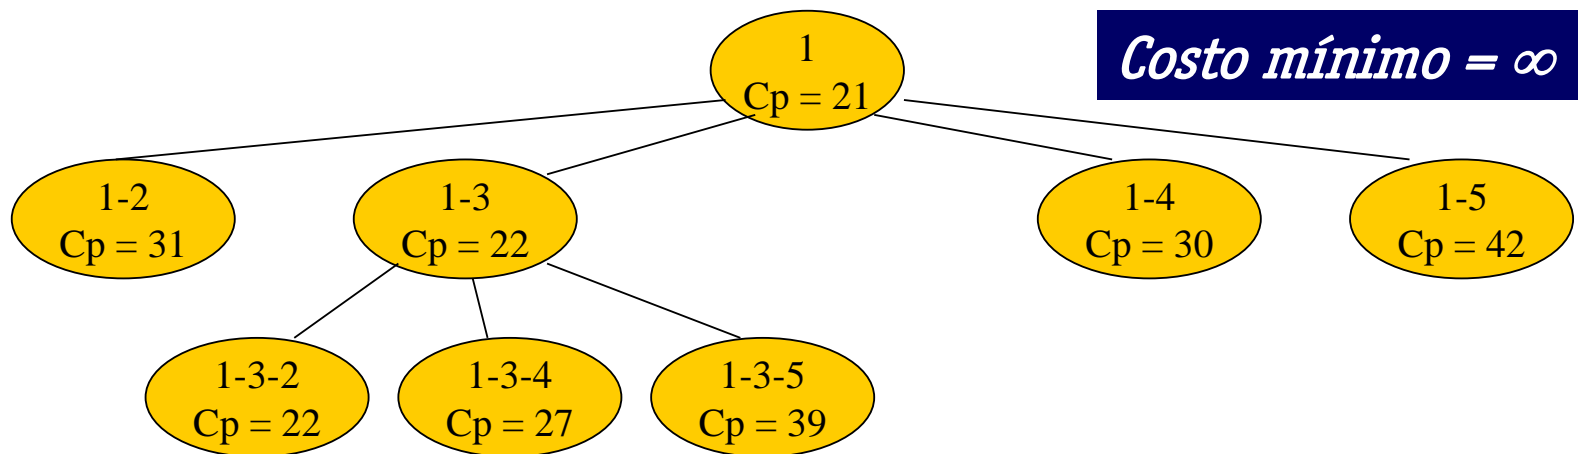 1
Cp = 21
Costo mínimo = ∞
1-2
Cp = 31
1-3
Cp = 22
1-4
Cp = 30
1-5
Cp = 42
1-3-2
Cp = 22
1-3-4
Cp = 27
1-3-5
Cp = 39